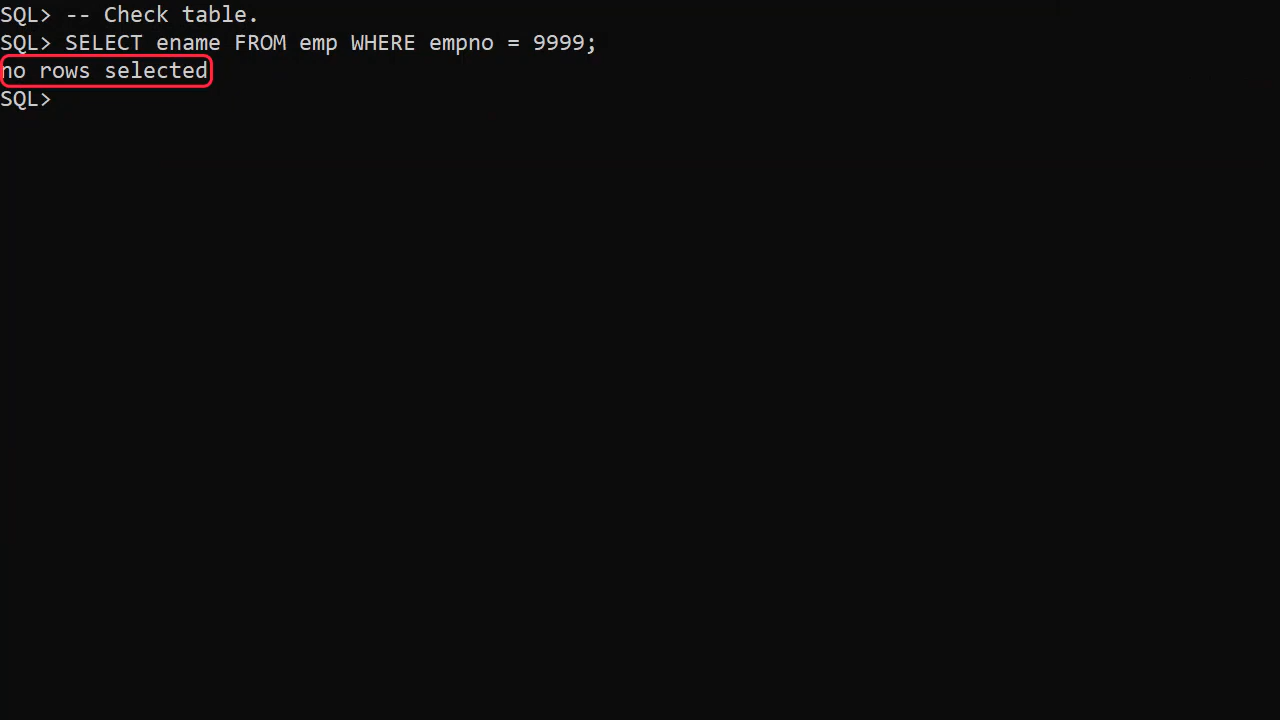 SQL> -- Check table.
SQL> SELECT ename FROM emp WHERE empno = 9999;
no rows selected
SQL>